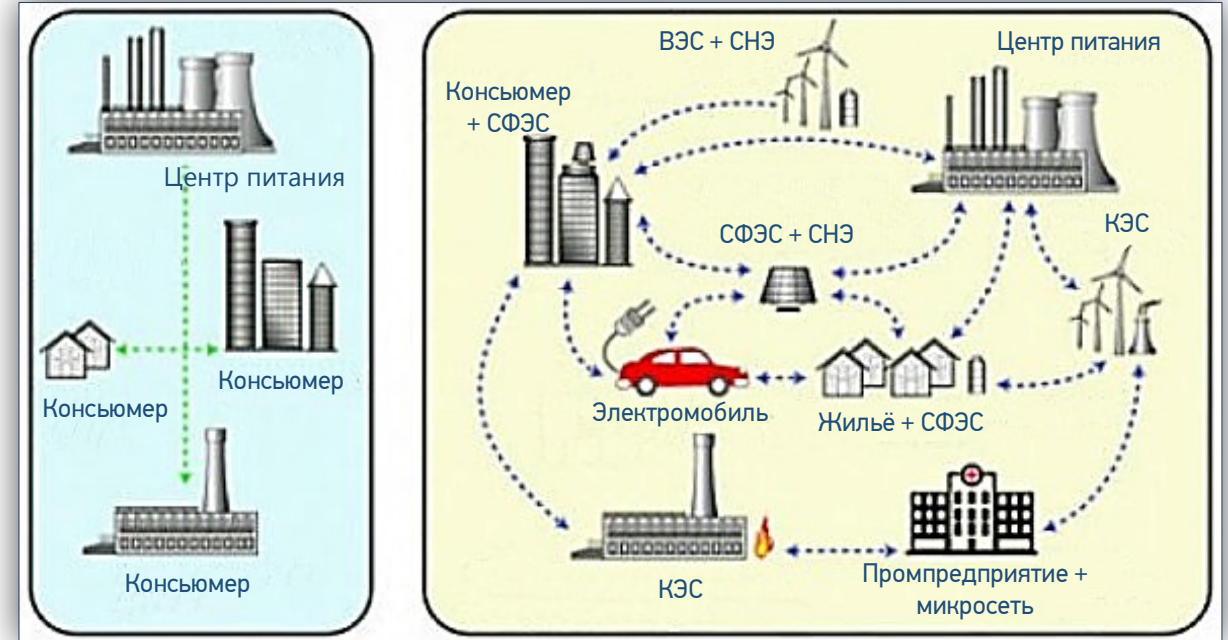 Центр питания
Консьюмер
Консьюмер
Консьюмер
ВЭС + СНЭ
Центр питания
Консьюмер
+ СФЭС
КЭС
СФЭС + СНЭ
Электромобиль
Жильё + СФЭС
КЭС
Промпредприятие +
микросеть